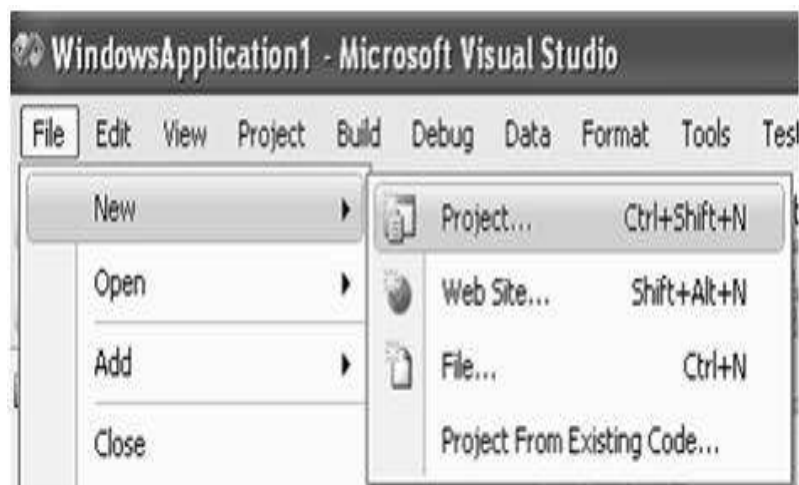 WindowsApplication1 - Microsoft Visual Studio
File Edit View Project Build Debug Data Format Tools Test
New
Project... Ctrl+Shift+N
Open
Web Site... Shift+Alt+N
Add
File... Ctrl+N
Close
Project From Existing Code...